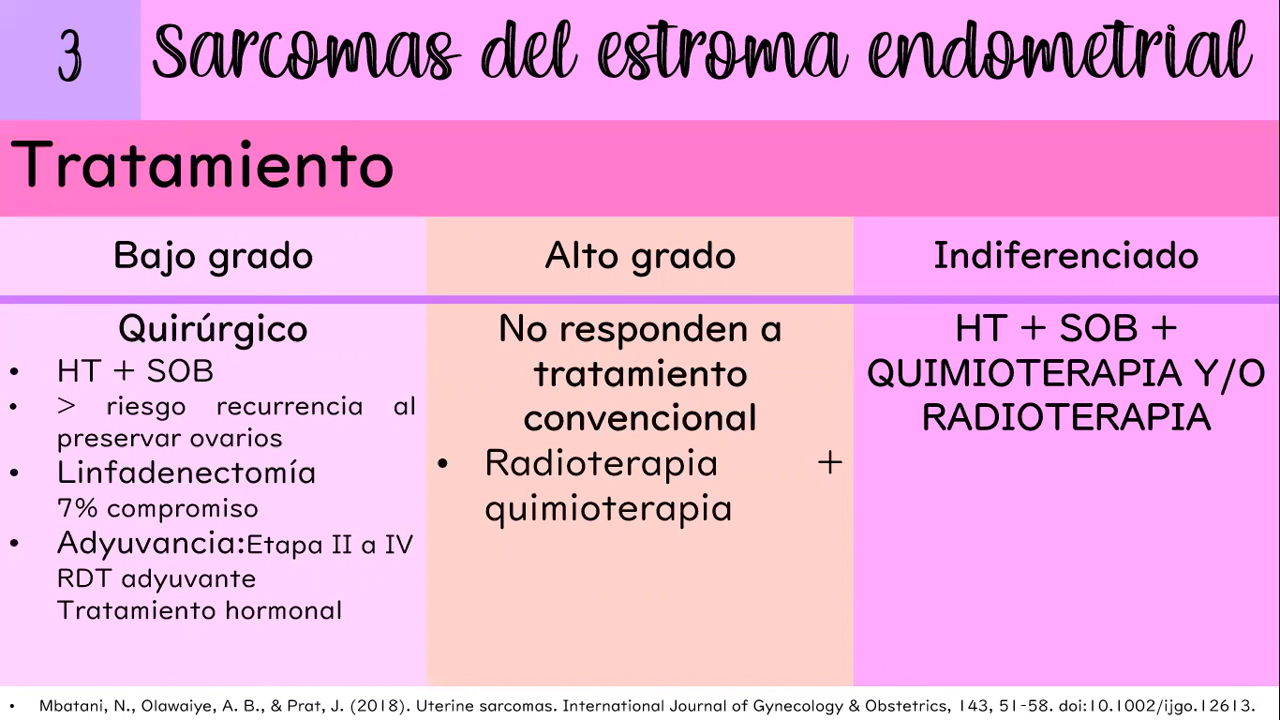 3
Sarcomas del estroma endometrial
Tratamiento
Bajo grado
Alto grado
Indiferenciado
Quirúrgico
• HT + SOB
• > riesgo recurrencia al
preservar ovarios
• Linfadenectomía
7% compromiso
• Adyuvancia:Etapa II a IV
RDT adyuvante
Tratamiento hormonal
No responden a
tratamiento
convencional
• Radioterapia +
quimioterapia
HT + SOB +
QUIMIOTERAPIA Y/O
RADIOTERAPIA
• Mbatani, N., Olawaiye, A. B., & Prat, J. (2018). Uterine sarcomas. International Journal of Gynecology & Obstetrics, 143, 51-58. doi:10.1002/ijgo.12613.